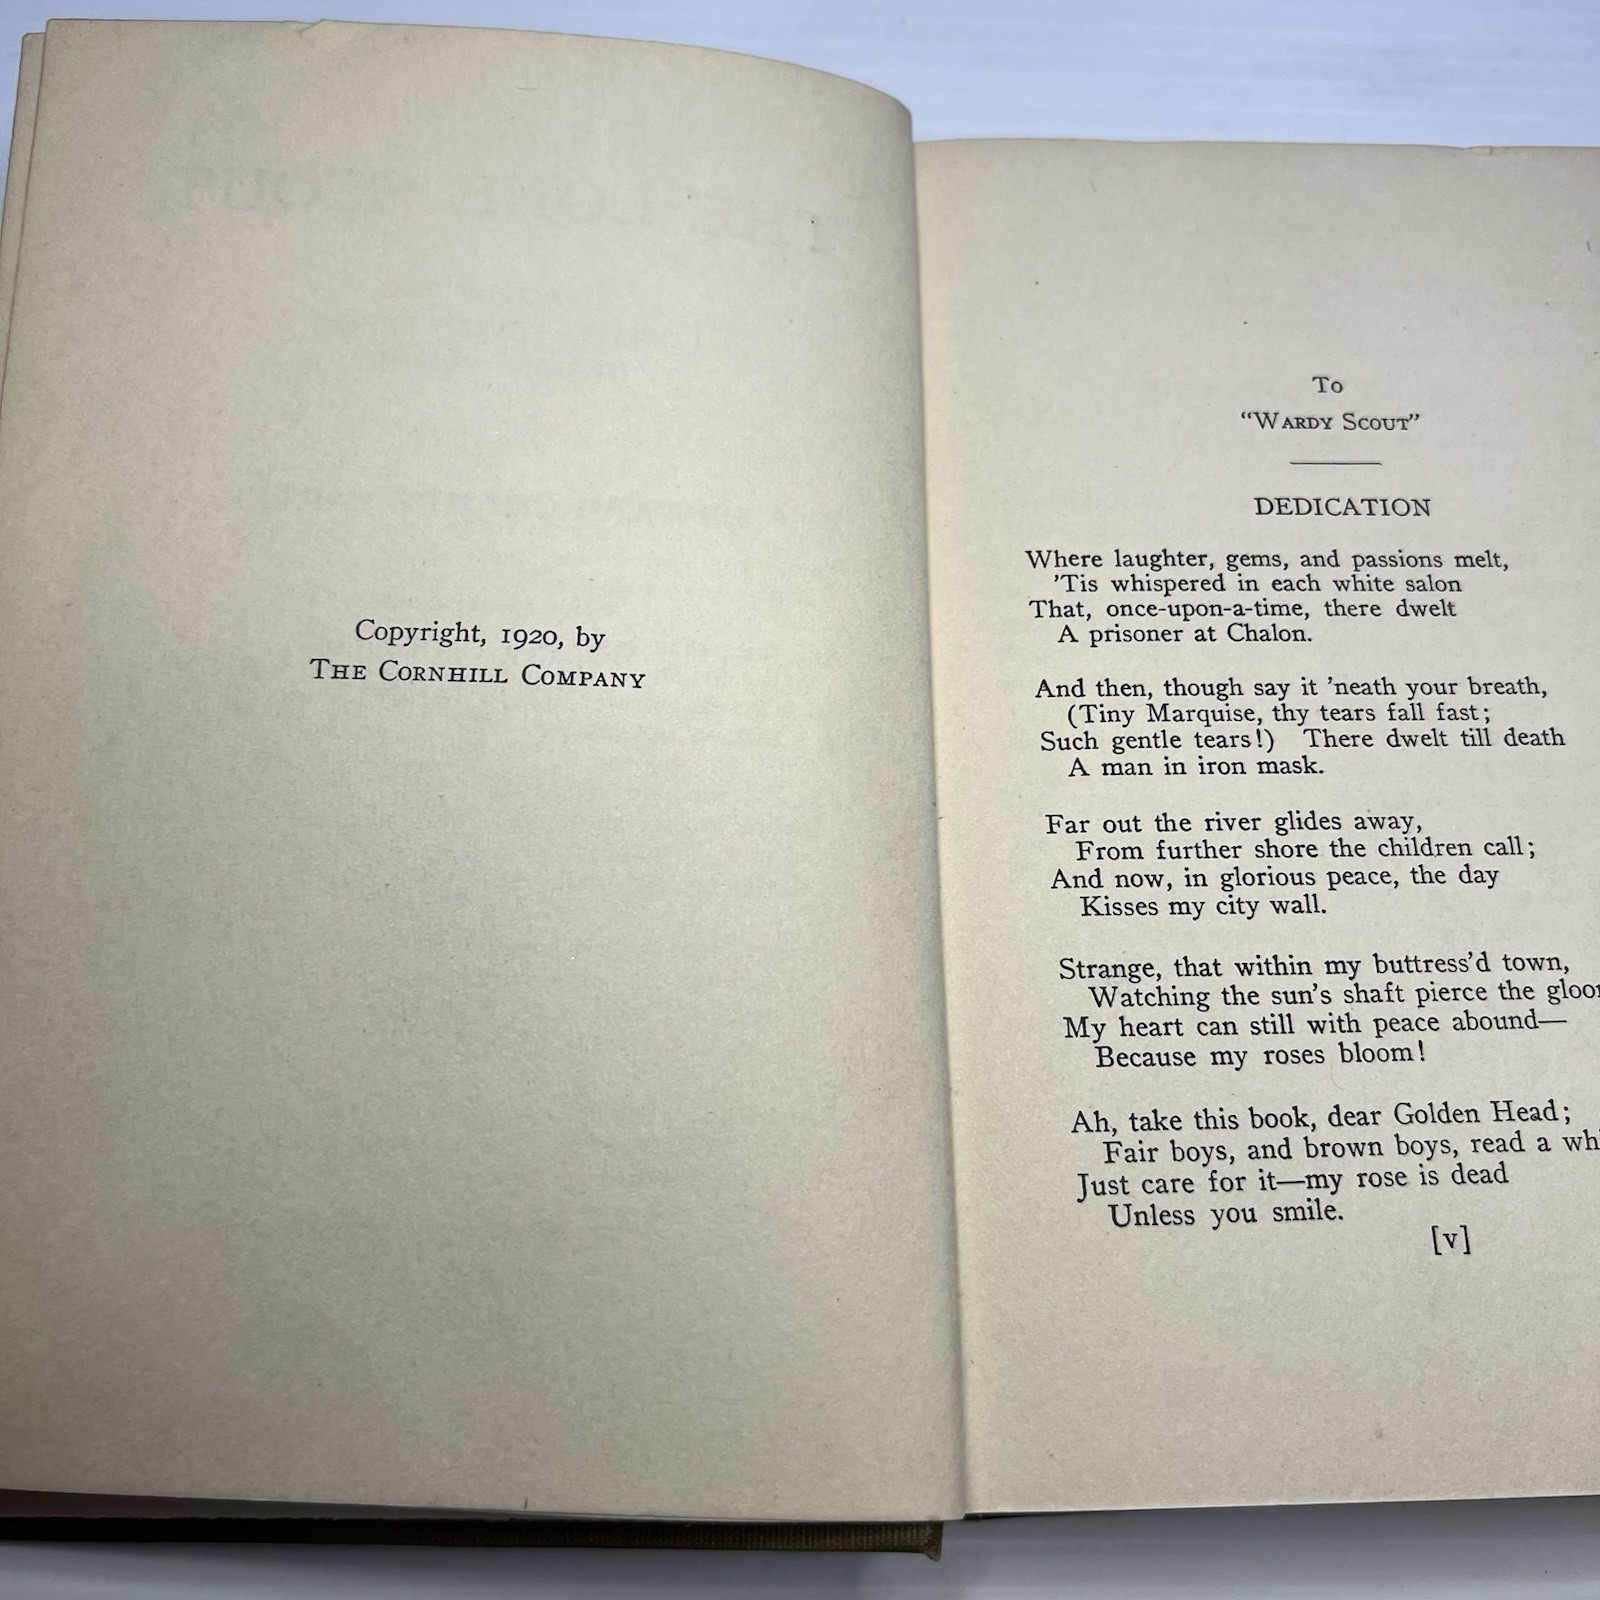 Copyright, 1920, by
THE CORNHILL COMPANY
To
"WARDY SCOUT"
DEDICATION
Where laughter, gems, and passions melt,
'Tis whispered in each white salon
That, once-upon-a-time, there dwelt
A prisoner at Chalon.
And then, though say it 'neath your breath,
(Tiny Marquise, thy tears fall fast;
Such gentle tears!) There dwelt till death
A man in iron mask.
Far out the river glides away,
From further shore the children call;
And now, in glorious peace, the day
Kisses my city wall.
Strange, that within my buttress'd town,
Watching the sun's shaft pierce the
My heart can still with peace abound—
Because my roses bloom!
Ah, take this book, dear Golden Head;
Fair boys, and brown boys, read a
Just care for it—my rose is dead
Unless you smile.
[v]